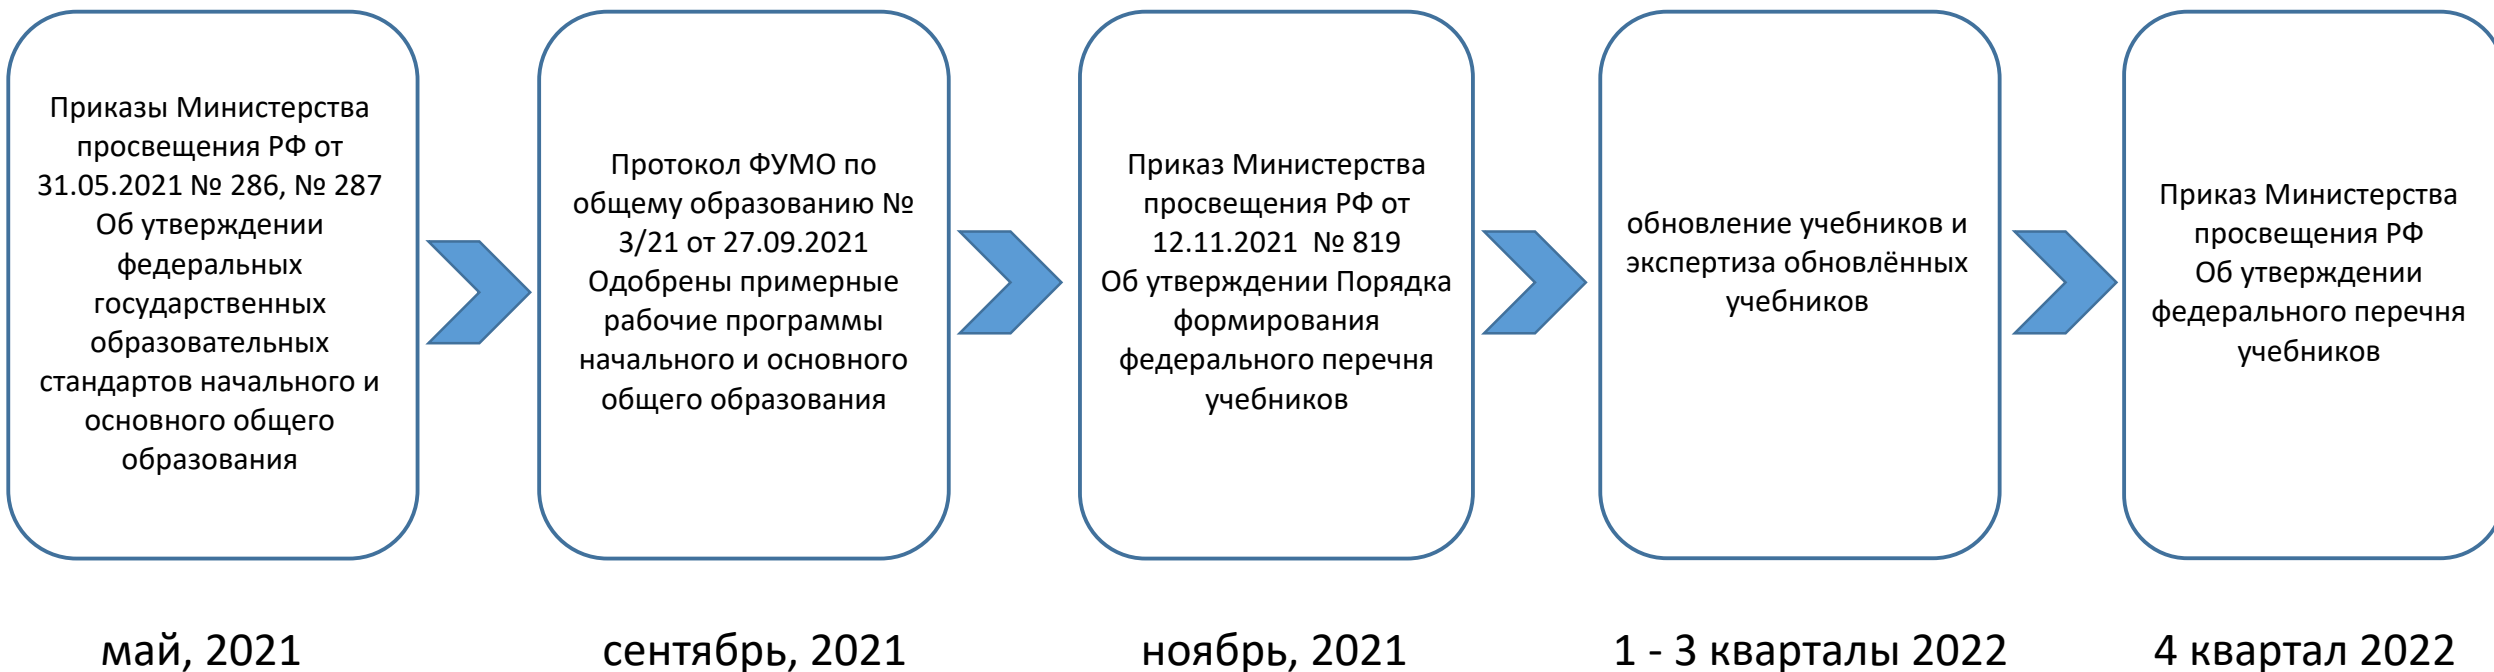 Приказы Министерства
просвещения РФ от
31.05.2021 № 286, № 287
Об утверждении
федеральных
государственных
образовательных
стандартов начального и
основного общего
образования
Протокол ФУМО по
общему образованию №
3/21 от 27.09.2021
Одобрены примерные
рабочие программы
начального и основного
общего образования
Приказ Министерства
просвещения РФ от
12.11.2021 № 819
Об утверждении Порядка
формирования
федерального перечня
учебников
обновление учебников и
экспертиза обновлённых
учебников
Приказ Министерства
просвещения РФ
Об утверждении
федерального перечня
учебников
май, 2021
сентябрь, 2021
ноябрь, 2021
1 - 3 кварталы 2022
4 квартал 2022